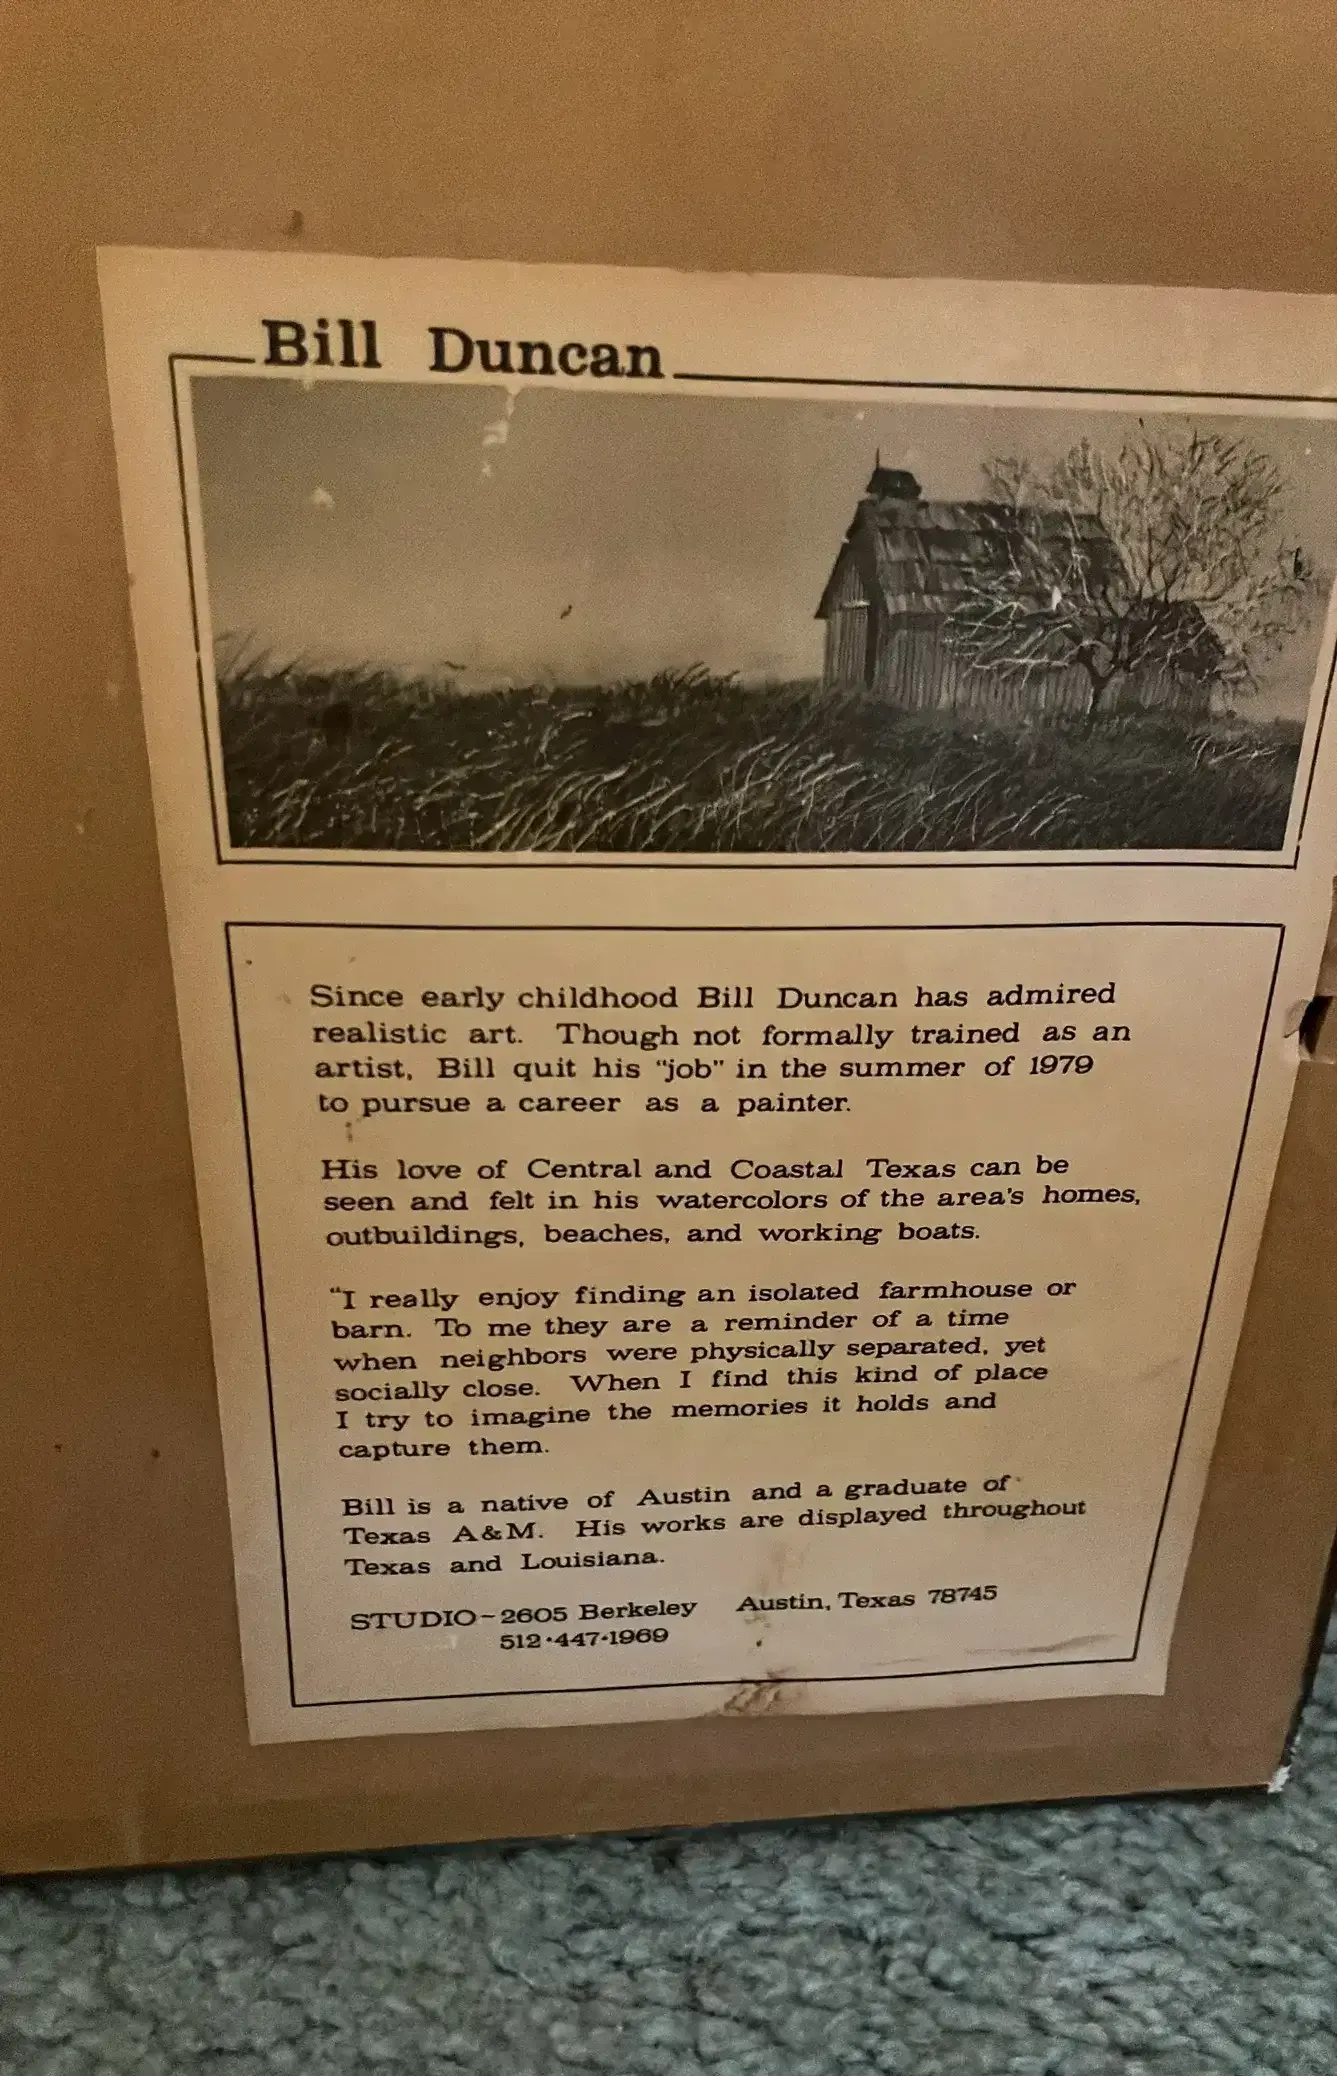 Bill Duncan
Since early childhood Bill Duncan has admired
realistic art. Though not formally trained as an
artist, Bill quit his "job" in the summer of 1979
to pursue a career as a painter.
His love of Central and Coastal Texas can be
seen and felt in his watercolors of the area's homes,
outbuildings, beaches, and working boats.
"I really enjoy finding an isolated farmhouse or
barn. To me they are a reminder of a time
when neighbors were physically separated, yet
socially close. When I find this kind of place
I try to imagine the memories it holds and
capture them.
Bill is a native of Austin and a graduate of
Texas A&M. His works are displayed throughout
Texas and Louisiana.
STUDIO-2605 Berkeley Austin, Texas 78745
512·447·1969